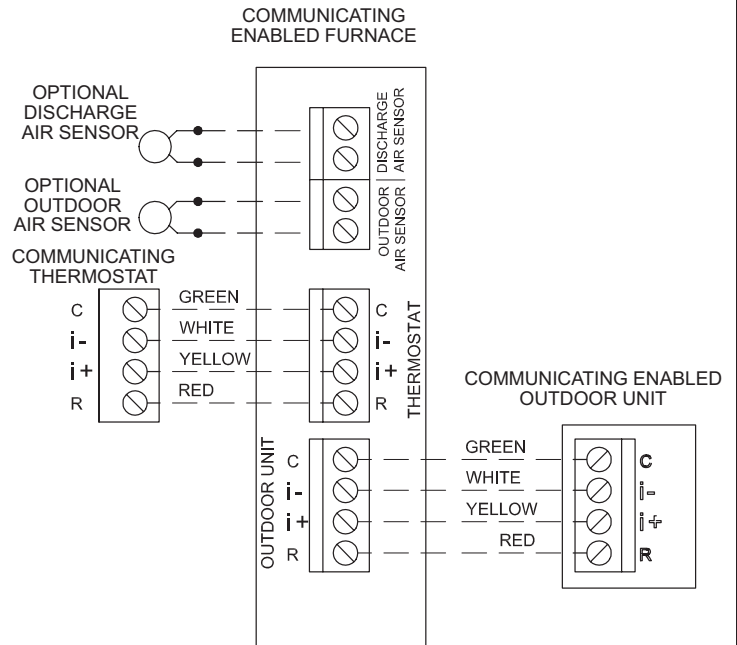 COMMUNICATING
ENABLED FURNACE
OPTIONAL
DISCHARGE
AIR SENSOR
DISCHARGE
AIR SENSOR
OPTIONAL
OUTDOOR
AIR SENSOR
OUTDOOR
AIR SENSOR
COMMUNICATING
THERMOSTAT
C GREEN C
i- WHITE i-
i+ YELLOW i+
R RED R
THERMOSTAT
COMMUNICATING ENABLED
OUTDOOR UNIT
OUTDOOR UNIT
C GREEN C
i- WHITE i-
i+ YELLOW i+
R RED R